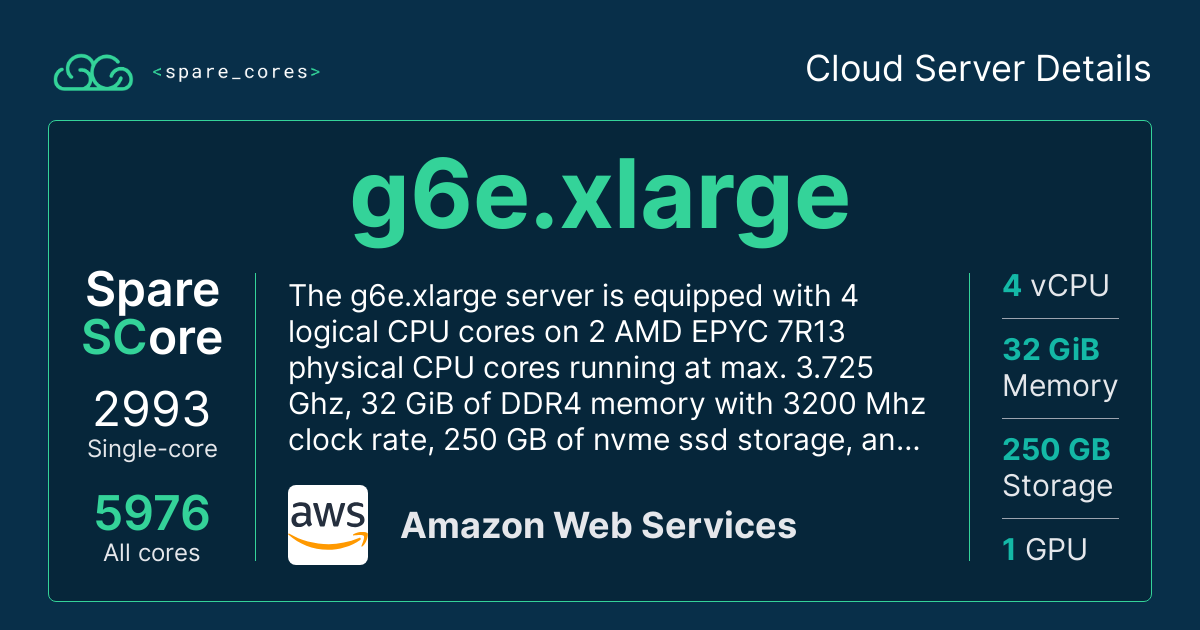 <spare_cores>
Cloud Server Details
g6e.xlarge
Spare
SCore
2993
Single-core
5976
All cores
The g6e.xlarge server is equipped with 4
logical CPU cores on 2 AMD EPYC 7R13
physical CPU cores running at max. 3.725
Ghz, 32 GiB of DDR4 memory with 3200 Mhz
clock rate, 250 GB of nvme ssd storage, an...
aws
Amazon Web Services
4 vCPU
32 GiB
Memory
250 GB
Storage
1 GPU